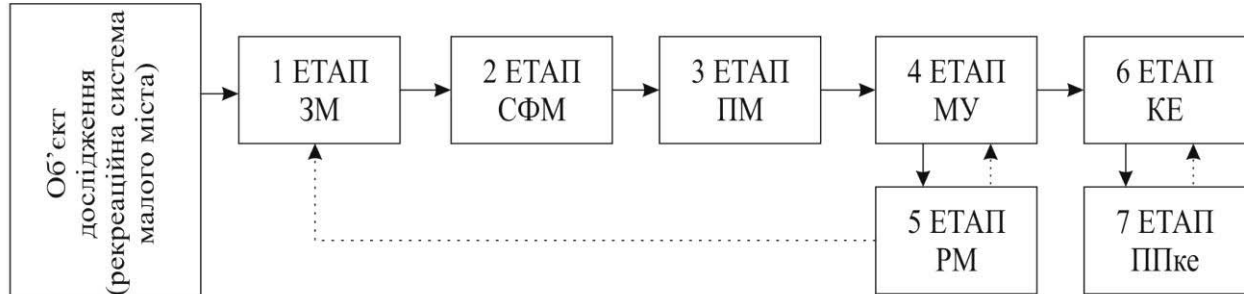 Об’єкт
дослідження
(рекреаційна система
малого міста)
1 ЕТАП
ЗМ
2 ЕТАП
СФМ
3 ЕТАП
ПМ
4 ЕТАП
МУ
6 ЕТАП
КЕ
5 ЕТАП
РМ
7 ЕТАП
ППке